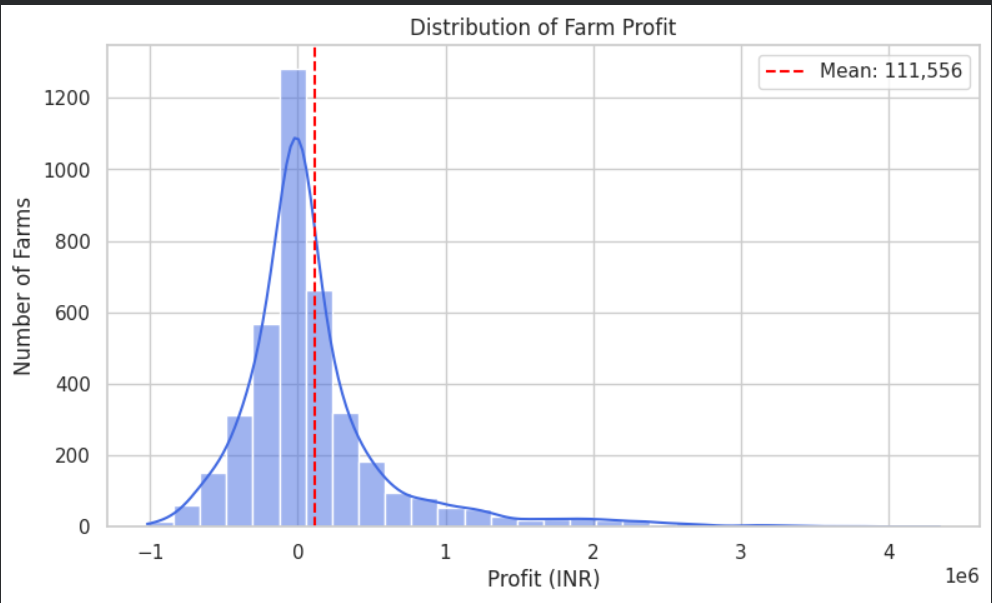 Distribution of Farm Profit
Mean: 111,556
1200
1000
800
600
400
200
0
Number of Farms
−1
0
1
2
3
4
1e6
Profit (INR)